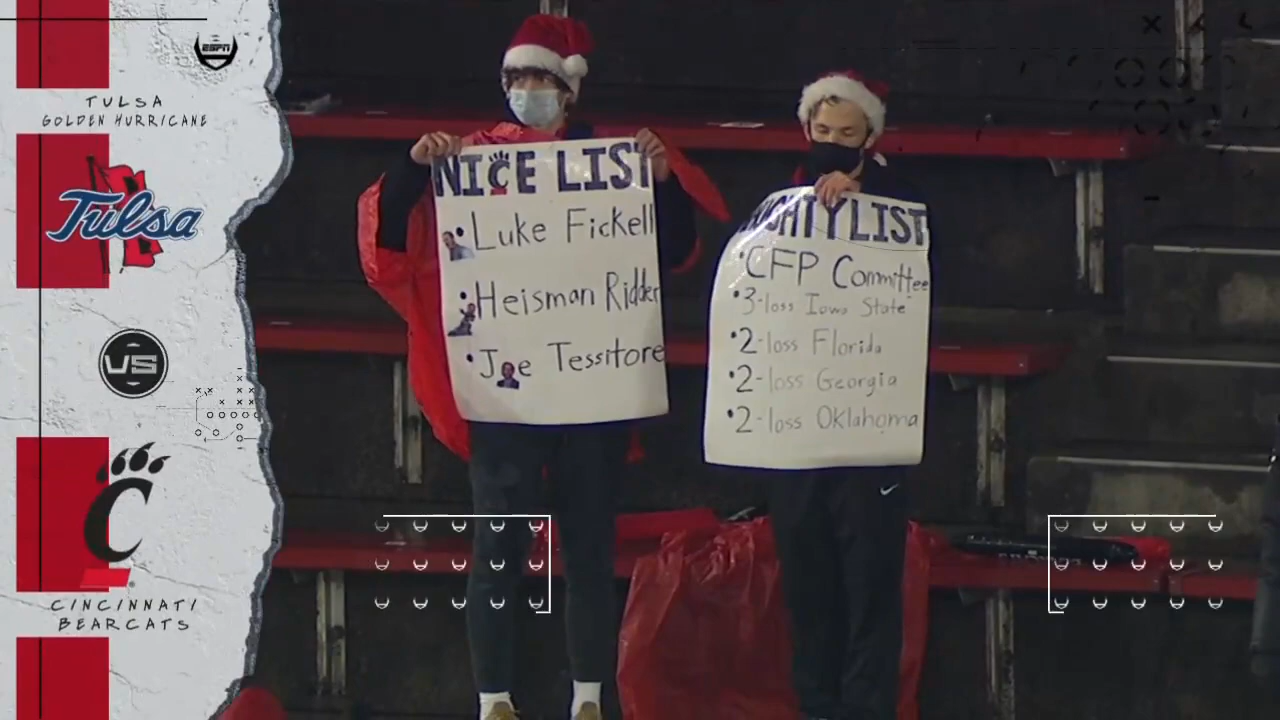 ESPN
TULSA
GOLDEN HURRICANE
Tulsa
VS
C
CINCINNATI
BEARCATS
NICE LIST
• Luke Fickell
• Heisman Ridder
• Joe Tessitore
NAUGHTY LIST
• CFP Committee
• 3-loss Iowa State
• 2-loss Florida
• 2-loss Georgia
• 2-loss Oklahoma